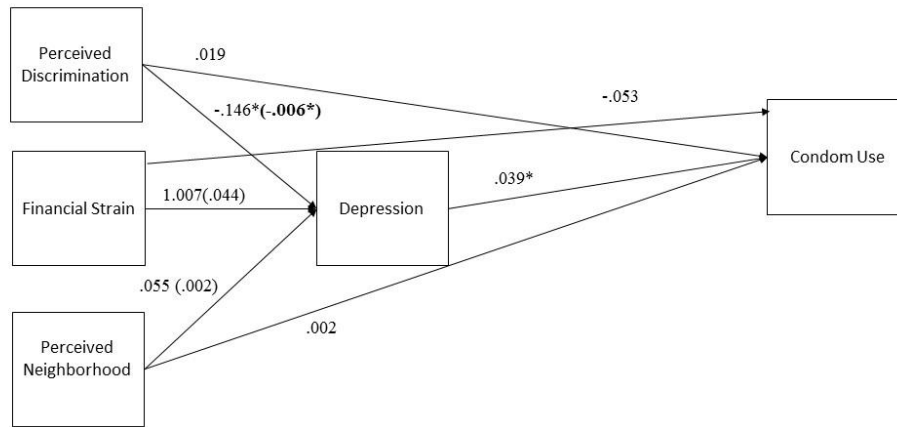 Perceived
Discrimination
.019
-.146*(-.006*)
-.053
Condom Use
Financial Strain
1.007(.044)
Depression
.039*
.055 (.002)
.002
Perceived
Neighborhood